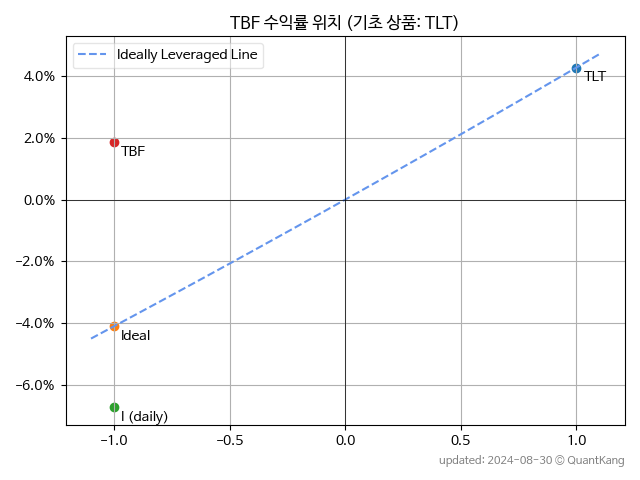 TBF 수익률 위치 (기초 상품: TLT)
Ideally Leveraged Line
4.0%
TLT
2.0%
TBF
0.0%
−2.0%
−4.0%
Ideal
−6.0%
I (daily)
−1.0 −0.5 0.0 0.5 1.0
updated: 2024-08-30 © QuantKang